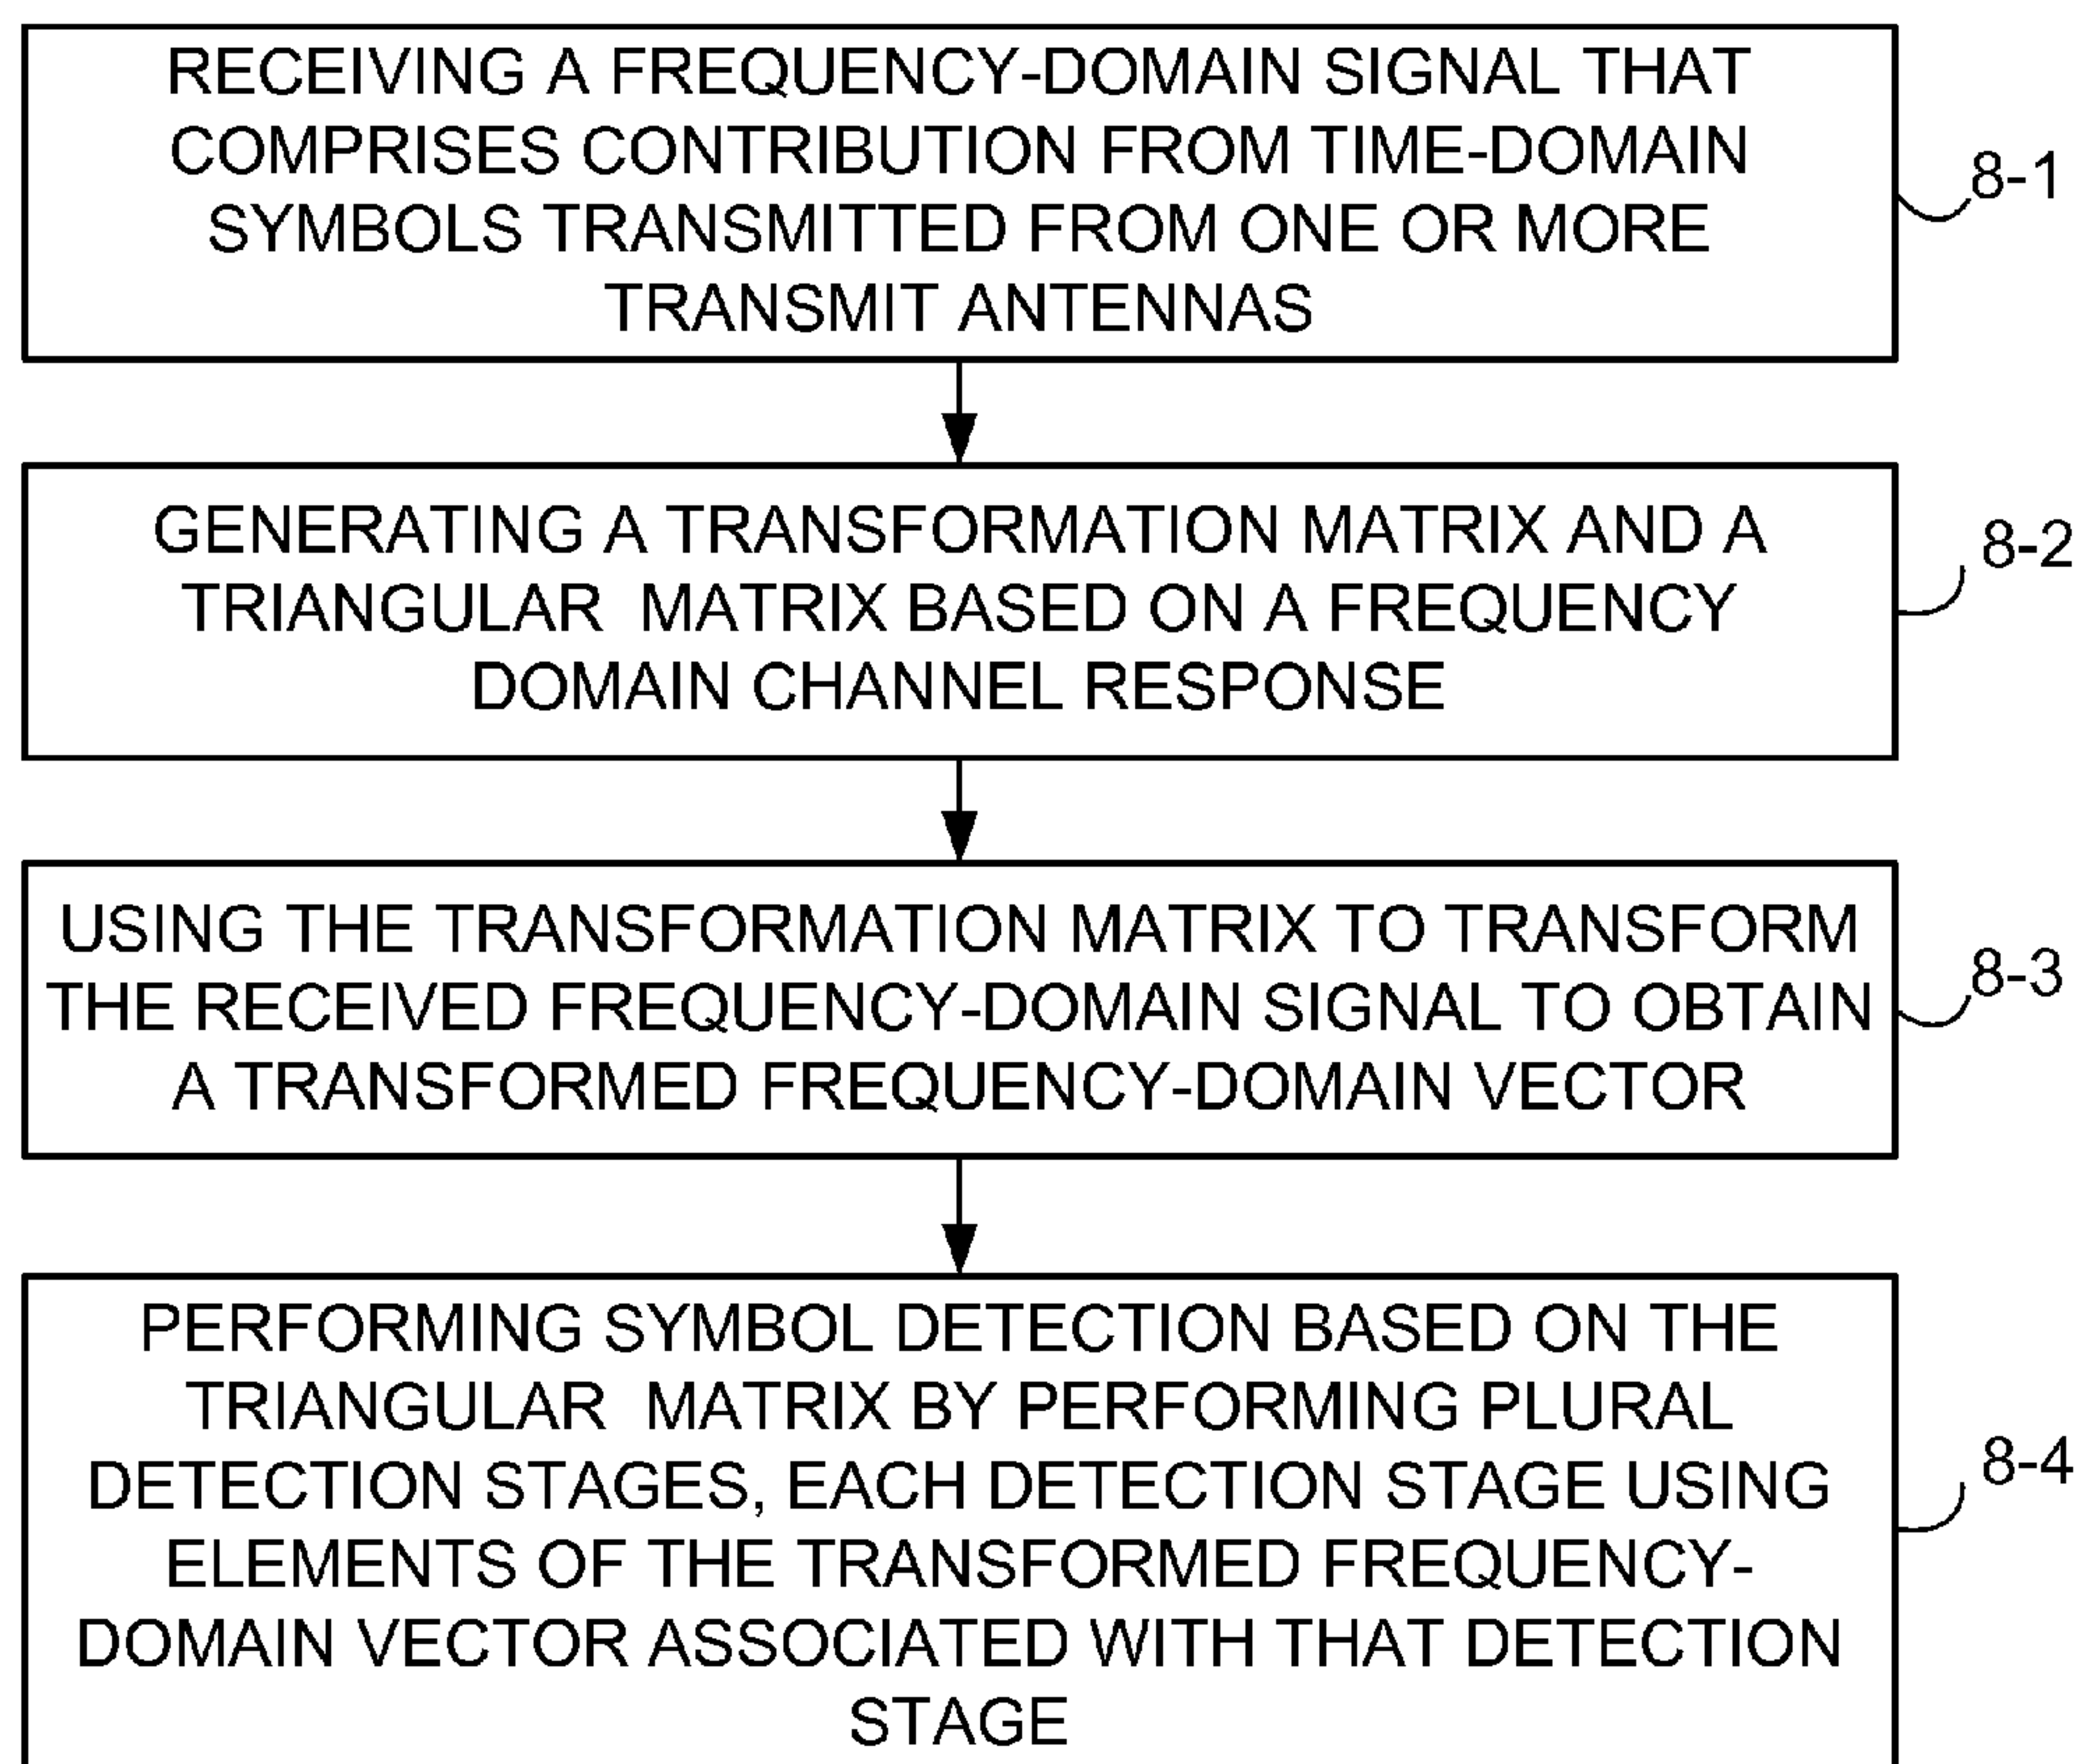 RECEIVING A FREQUENCY-DOMAIN SIGNAL THAT
COMPRISES CONTRIBUTION FROM TIME-DOMAIN
SYMBOLS TRANSMITTED FROM ONE OR MORE
TRANSMIT ANTENNAS
8-1
GENERATING A TRANSFORMATION MATRIX AND A
TRIANGULAR MATRIX BASED ON A FREQUENCY
DOMAIN CHANNEL RESPONSE
8-2
USING THE TRANSFORMATION MATRIX TO TRANSFORM
THE RECEIVED FREQUENCY-DOMAIN SIGNAL TO OBTAIN
A TRANSFORMED FREQUENCY-DOMAIN VECTOR
8-3
PERFORMING SYMBOL DETECTION BASED ON THE
TRIANGULAR MATRIX BY PERFORMING PLURAL
DETECTION STAGES, EACH DETECTION STAGE USING
ELEMENTS OF THE TRANSFORMED FREQUENCY-
DOMAIN VECTOR ASSOCIATED WITH THAT DETECTION
STAGE
8-4